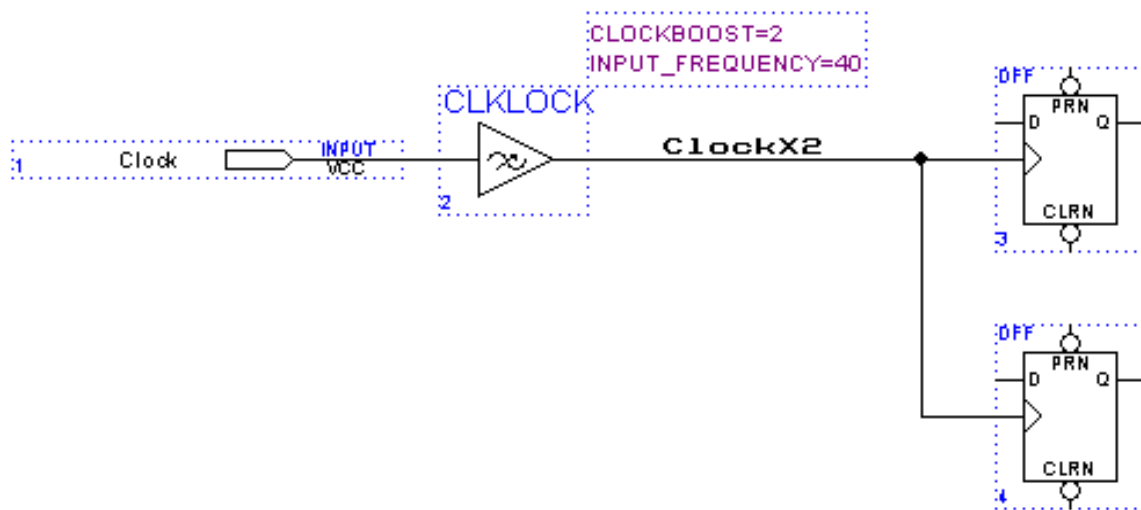 CLOCKBOOST=2
INPUT_FREQUENCY=40
CLKLOCK
DFF
PRN
D Q
1 Clock INPUT
VCC
ClockX2
2
CLRN
3
DFF
PRN
D Q
CLRN
4